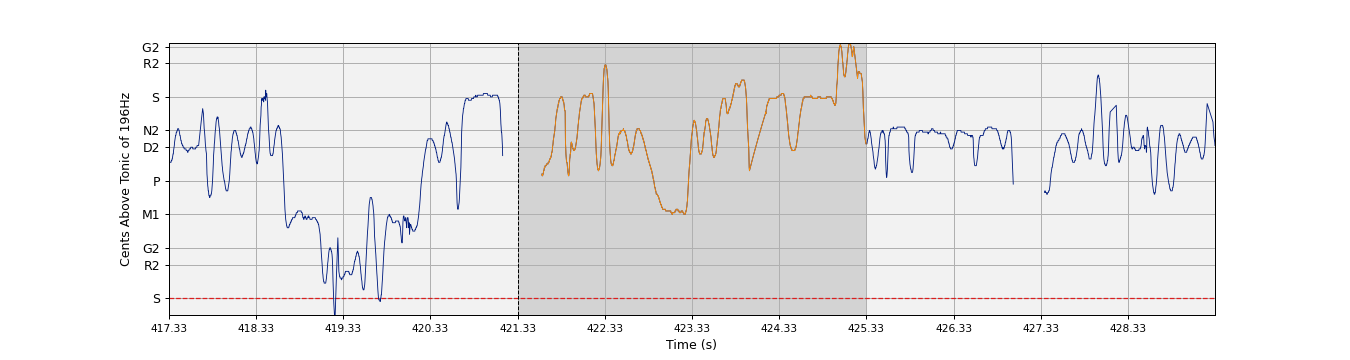 Cents Above Tonic of 196Hz
G2
R2
S
N2
D2
P
M1
G2
R2
S
417.33 418.33 419.33 420.33 421.33 422.33 423.33 424.33 425.33 426.33 427.33 428.33
Time (s)